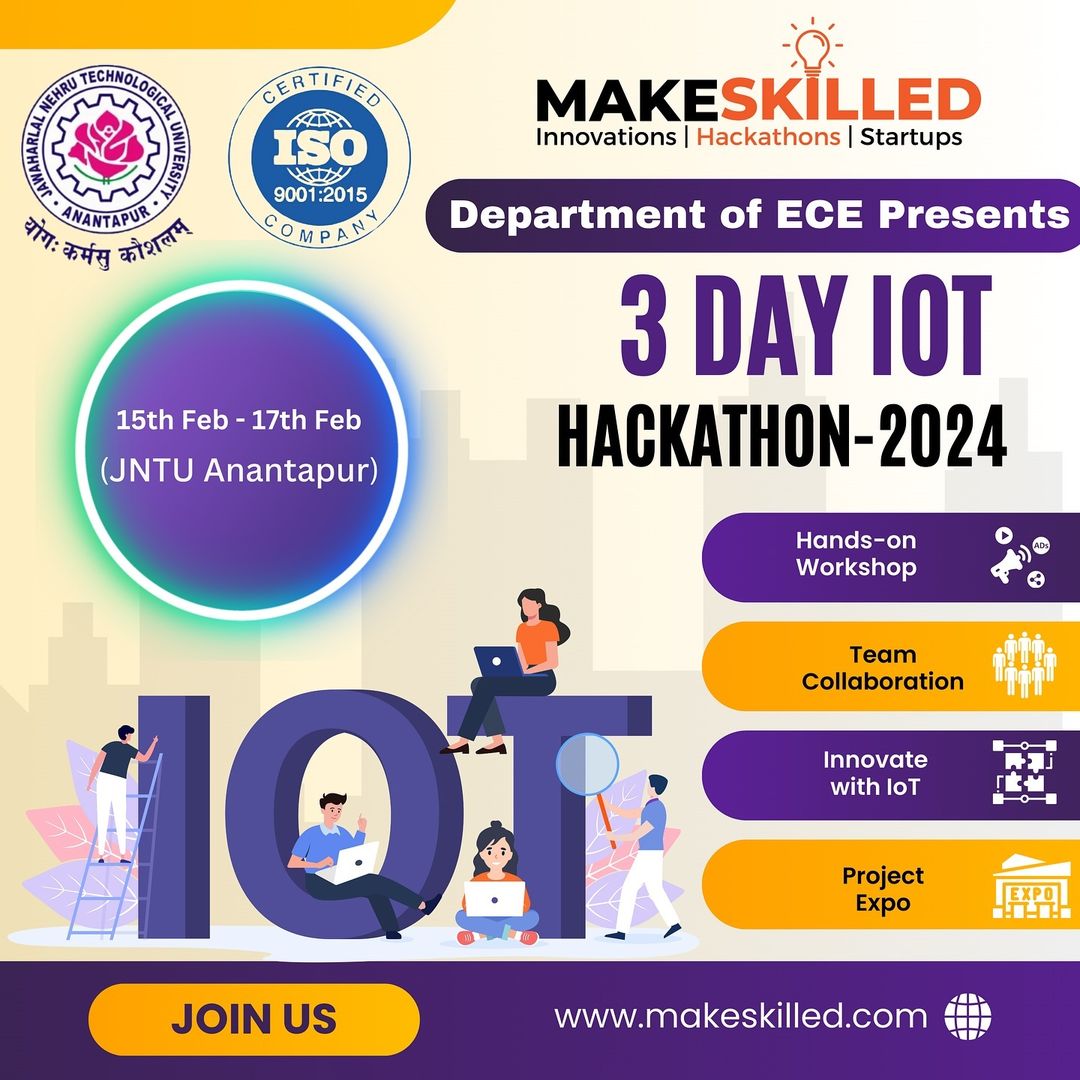 JAWAHARLAL NEHRU TECHNOLOGICAL UNIVERSITY
· ANANTAPUR ·
योगः कर्मसु कौशलम्
CERTIFIED
ISO
9001:2015
COMPANY
MAKESKILLED
Innovations | Hackathons | Startups
Department of ECE Presents
3 DAY IOT
HACKATHON-2024
15th Feb - 17th Feb
(JNTU Anantapur)
Hands-on
Workshop
ADs
Team
Collaboration
Innovate
with IoT
Project
Expo
EXPO
IOT
JOIN US
www.makeskilled.com